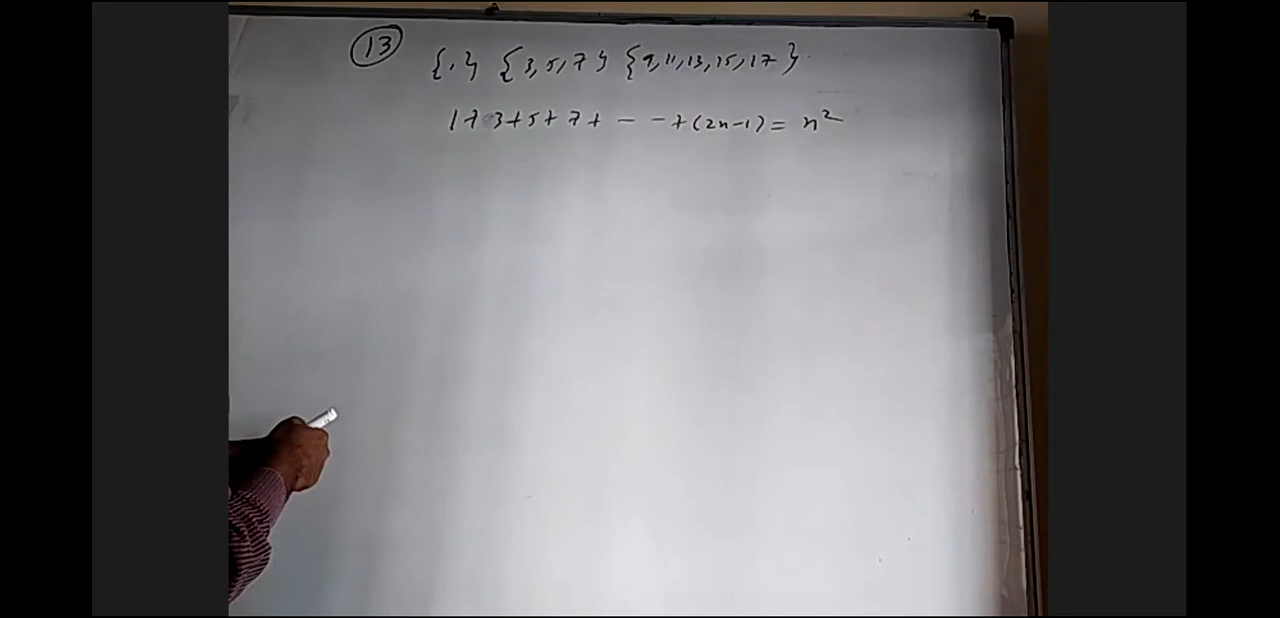 13
{1} {3, 5, 7} {9, 11, 13, 15, 17}
1 + 3 + 5 + 7 + - - + (2n-1) = n²